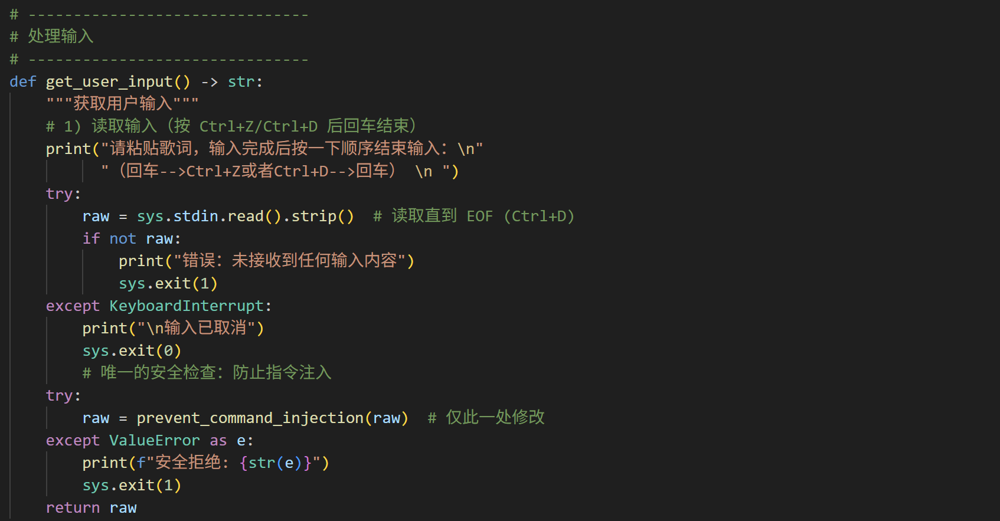 # -------------------------------
# 处理输入
# -------------------------------
def get_user_input() -> str:
    """获取用户输入"""
    # 1) 读取输入（按 Ctrl+Z/Ctrl+D 后回车结束）
    print("请粘贴歌词，输入完成后按一下顺序结束输入：\n"
          "（回车-->Ctrl+Z或者Ctrl+D-->回车） \n ")
    try:
        raw = sys.stdin.read().strip()  # 读取直到 EOF (Ctrl+D)
        if not raw:
            print("错误：未接收到任何输入内容")
            sys.exit(1)
    except KeyboardInterrupt:
        print("\n输入已取消")
        sys.exit(0)
        # 唯一的安全检查：防止指令注入
    try:
        raw = prevent_command_injection(raw)  # 仅此一处修改
    except ValueError as e:
        print(f"安全拒绝: {str(e)}")
        sys.exit(1)
    return raw